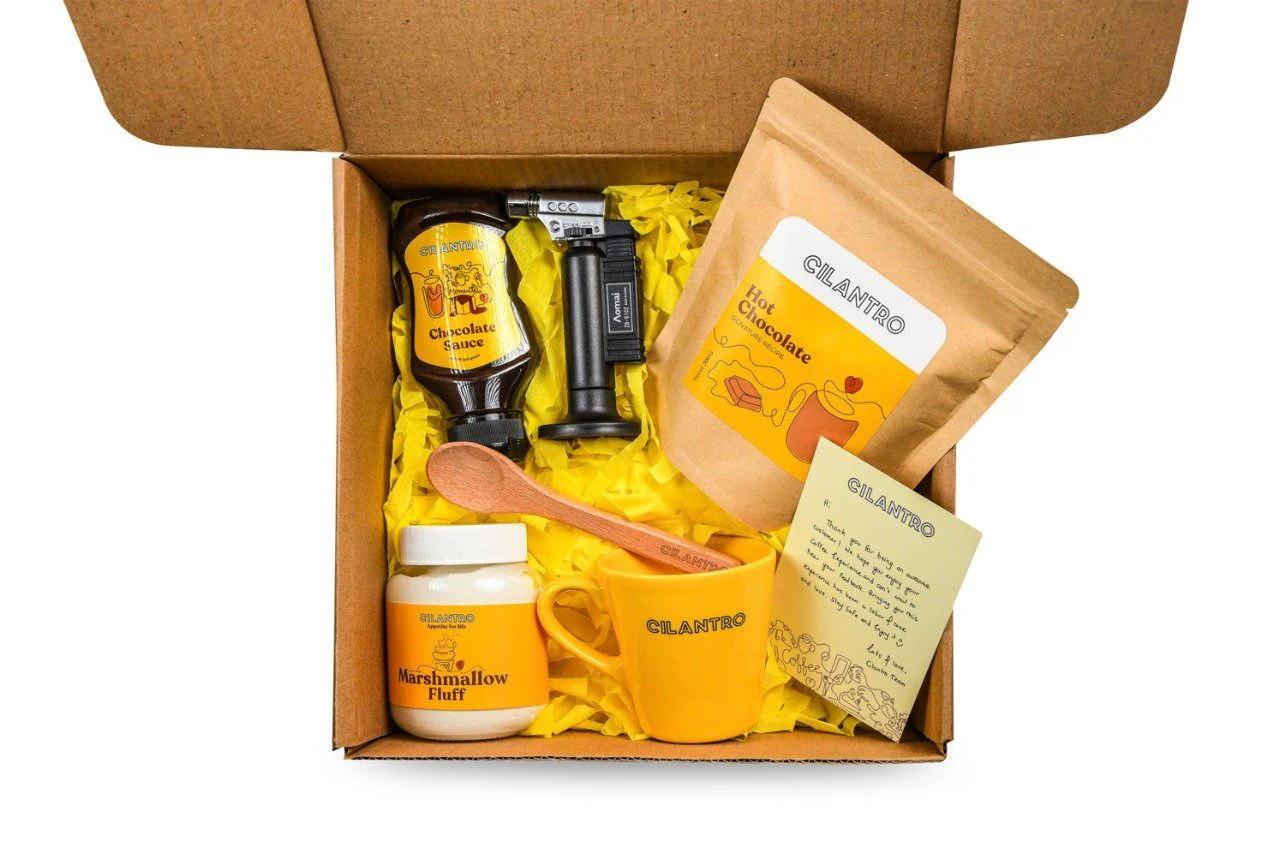 CILANTRO
Chocolate
Sauce
Aomai
CILANTRO
Hot
Chocolate
SIGNATURE RECIPE
CILANTRO
CILANTRO
Hi,
Thank you for being an awesome
customer! We hope you enjoy your
Coffee Experience and can't wait to
hear your feedback. Bringing you this
experience has been a labor of love.
and love. Stay Safe and Enjoy it
Lots of love,
Cilantro Team
Coffee
CILANTRO
Appetite for life
Marshmallow
Fluff
CILANTRO